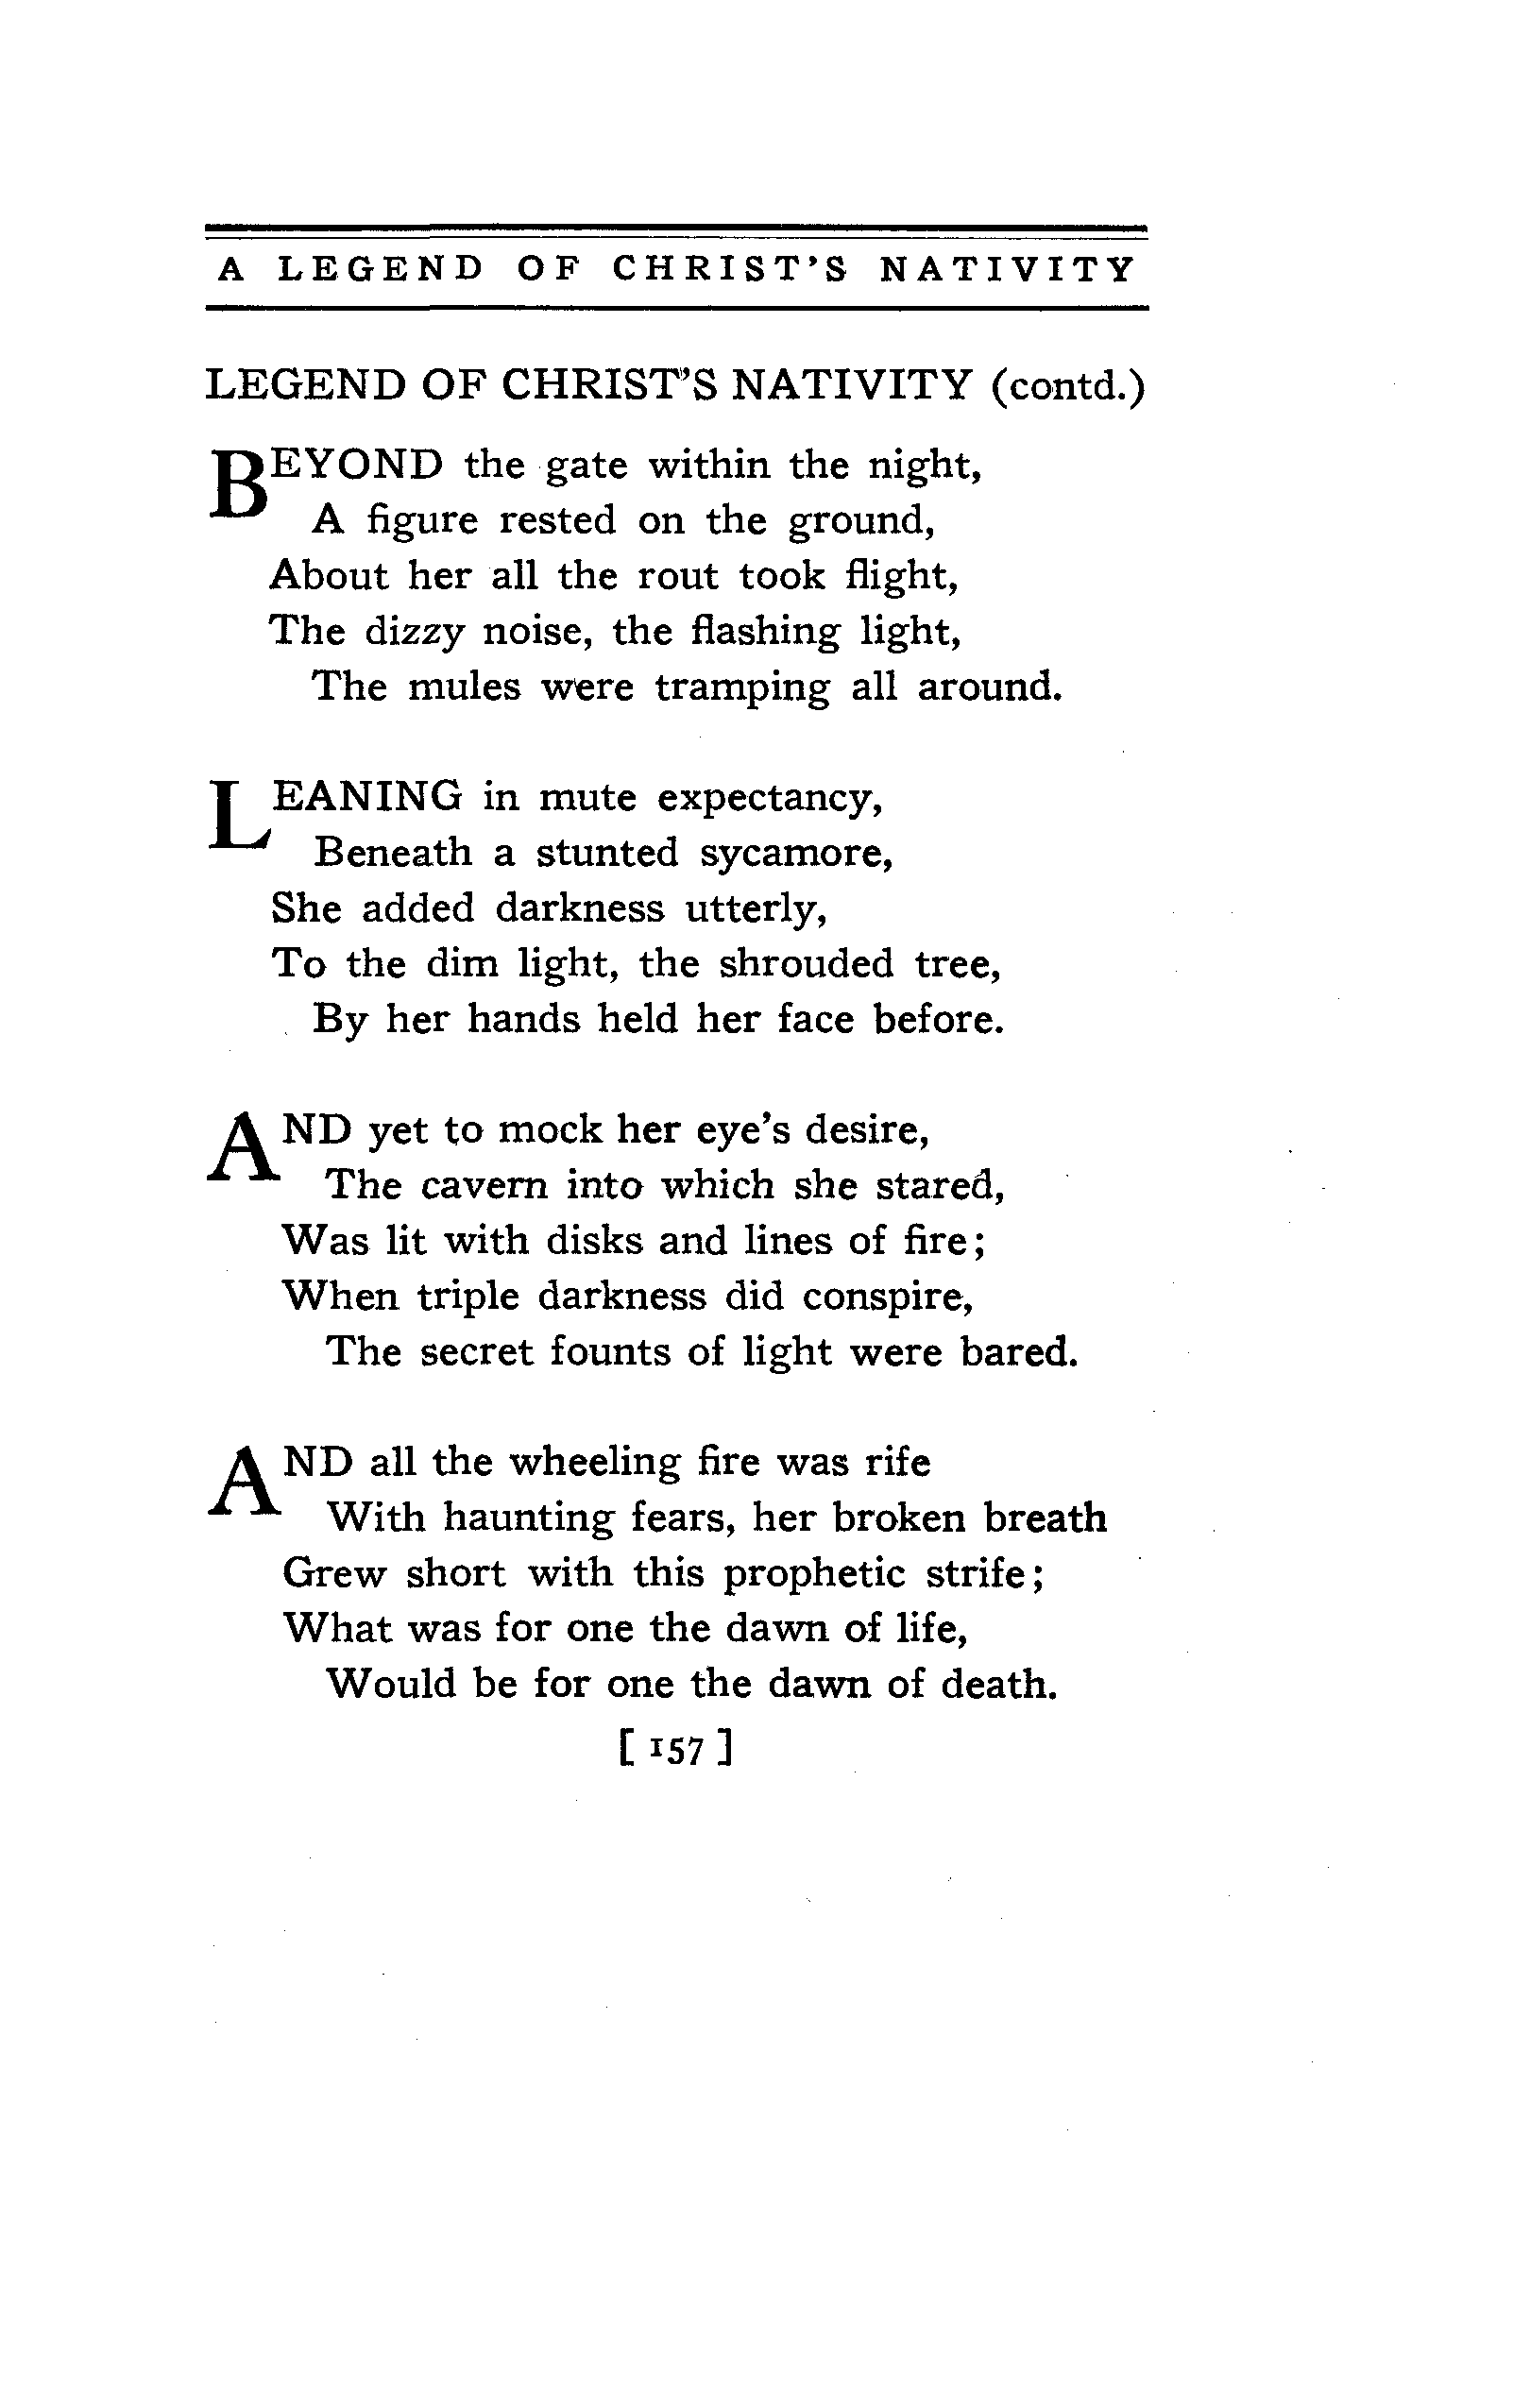 A LEGEND OF CHRIST'S NATIVITY
LEGEND OF CHRIST'S NATIVITY (contd.)
BEYOND the gate within the night,
A figure rested on the ground,
About her all the rout took flight,
The dizzy noise, the flashing light,
The mules were tramping all around.
LEANING in mute expectancy,
Beneath a stunted sycamore,
She added darkness utterly,
To the dim light, the shrouded tree,
By her hands held her face before.
AND yet to mock her eye's desire,
The cavern into which she stared,
Was lit with disks and lines of fire;
When triple darkness did conspire,
The secret founts of light were bared.
AND all the wheeling fire was rife
With haunting fears, her broken breath
Grew short with this prophetic strife;
What was for one the dawn of life,
Would be for one the dawn of death.
[ 157 ]